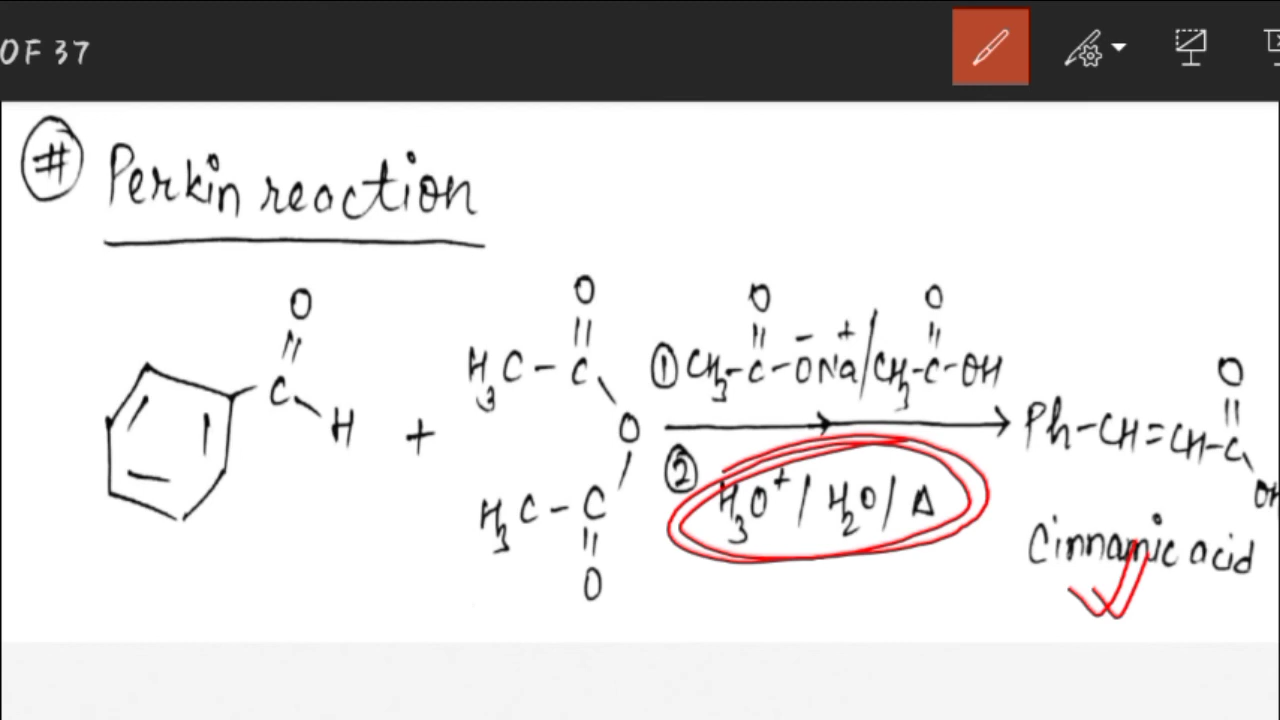 OF 37
# Perkin reaction
O
||
C
H
+
O
||
H₃C-C
O
H₃C-C
||
O
① CH₃-C-ŌNa⁺/CH₃-C-OH
O O
|| ||
② H₃O⁺/H₂O/Δ
O
||
Ph-CH=CH-C
OH
Cinnamic acid